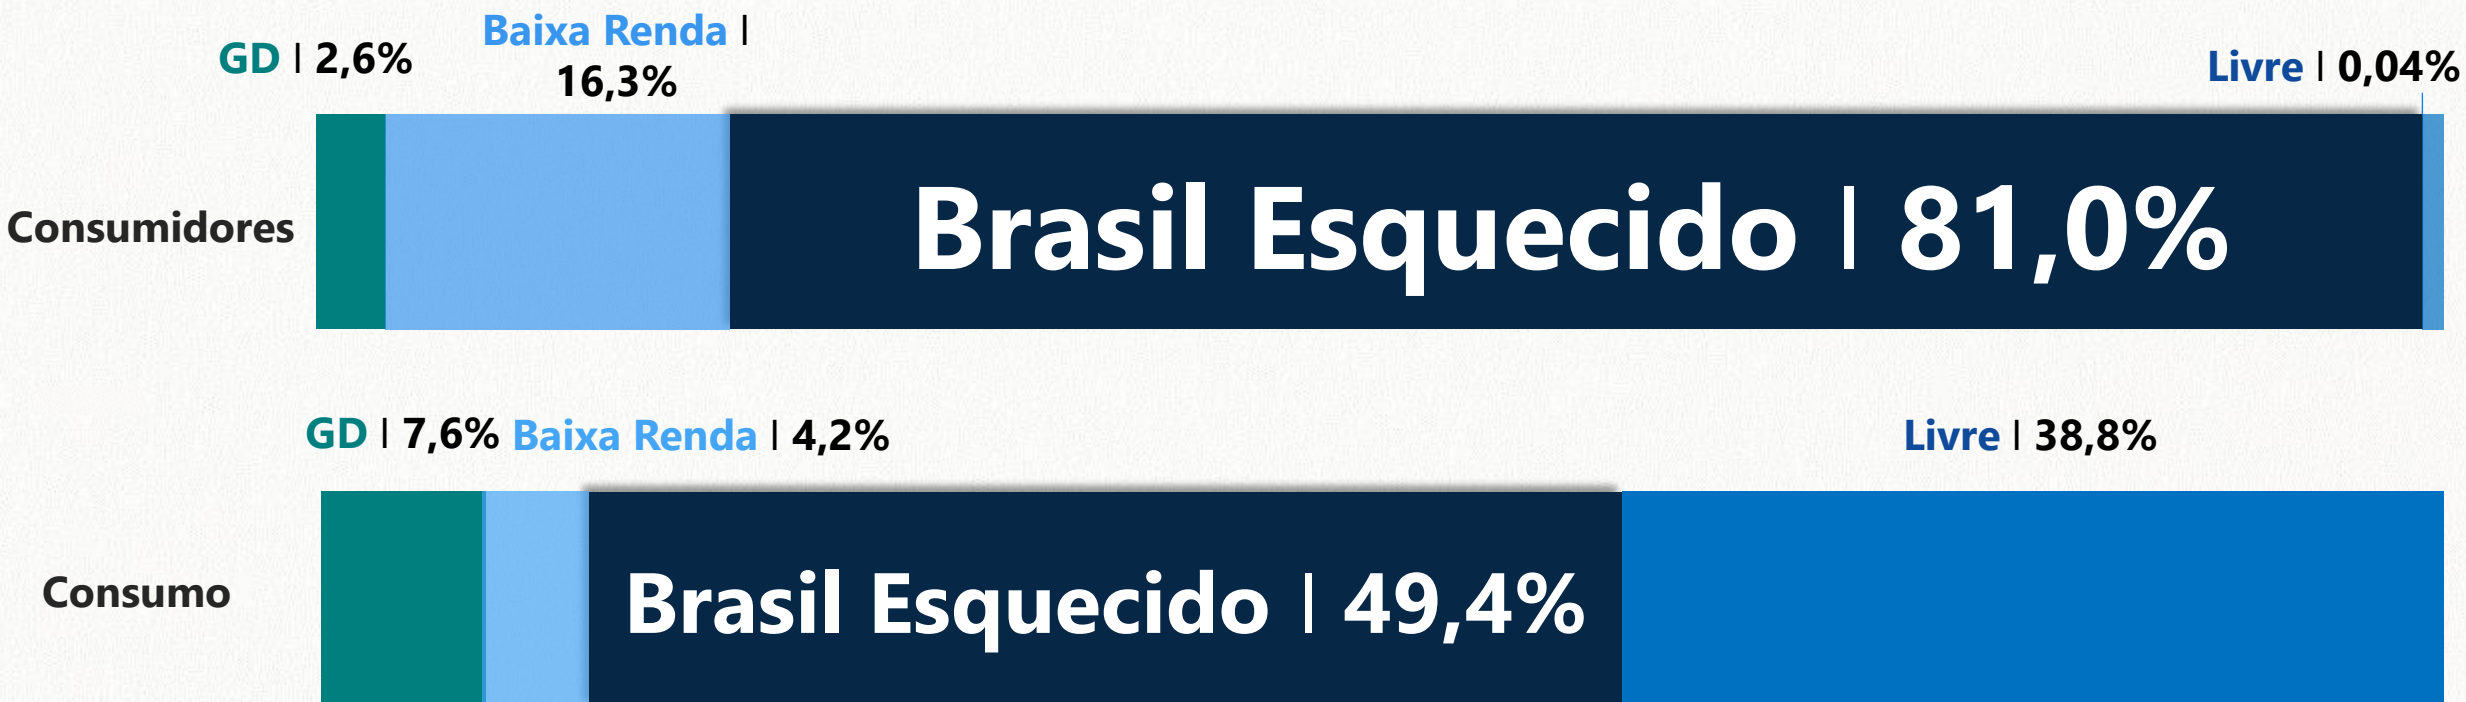 Baixa Renda |
GD | 2,6%
16,3%
Livre | 0,04%
Consumidores
Brasil Esquecido | 81,0%
GD | 7,6%
Baixa Renda | 4,2%
Livre | 38,8%
Consumo
Brasil Esquecido | 49,4%